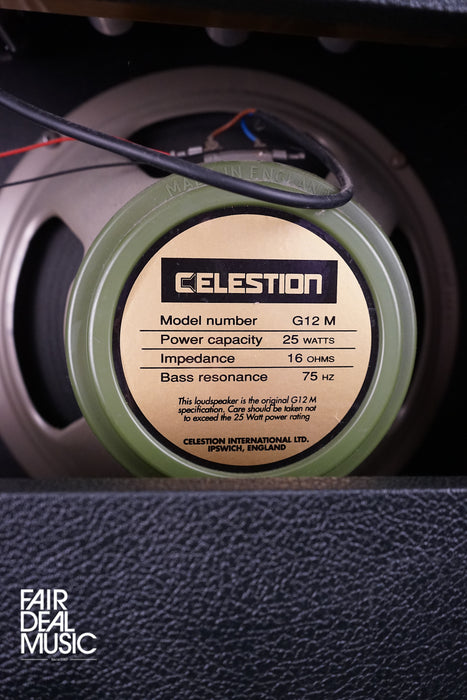 MADE IN ENGLAND
CELESTION
Model number G12 M
Power capacity 25 WATTS
Impedance 16 OHMS
Bass resonance 75 HZ
This loudspeaker is the original G12 M
specification. Care should be taken not
to exceed the 25 Watt power rating
CELESTION INTERNATIONAL LTD.
IPSWICH, ENGLAND
FAIR
DEAL
MUSIC